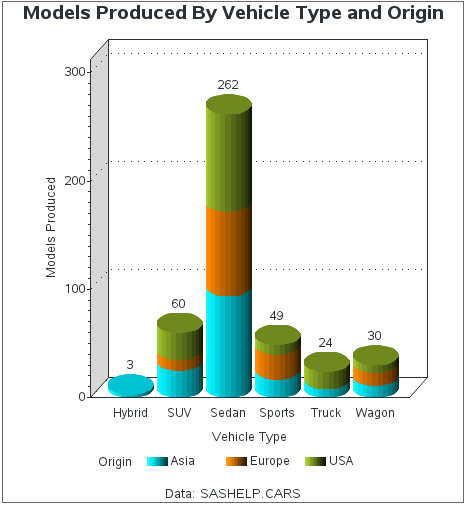 Models Produced By Vehicle Type and Origin
300
200
100
0
Models Produced
3
60
262
49
24
30
Hybrid SUV Sedan Sports Truck Wagon
Vehicle Type
Origin Asia Europe USA
Data: SASHELP.CARS